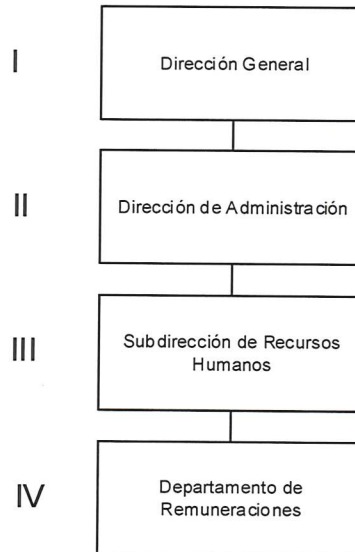 I
Dirección General
II
Dirección de Administración
III
Subdirección de Recursos
Humanos
IV
Departamento de
Remuneraciones